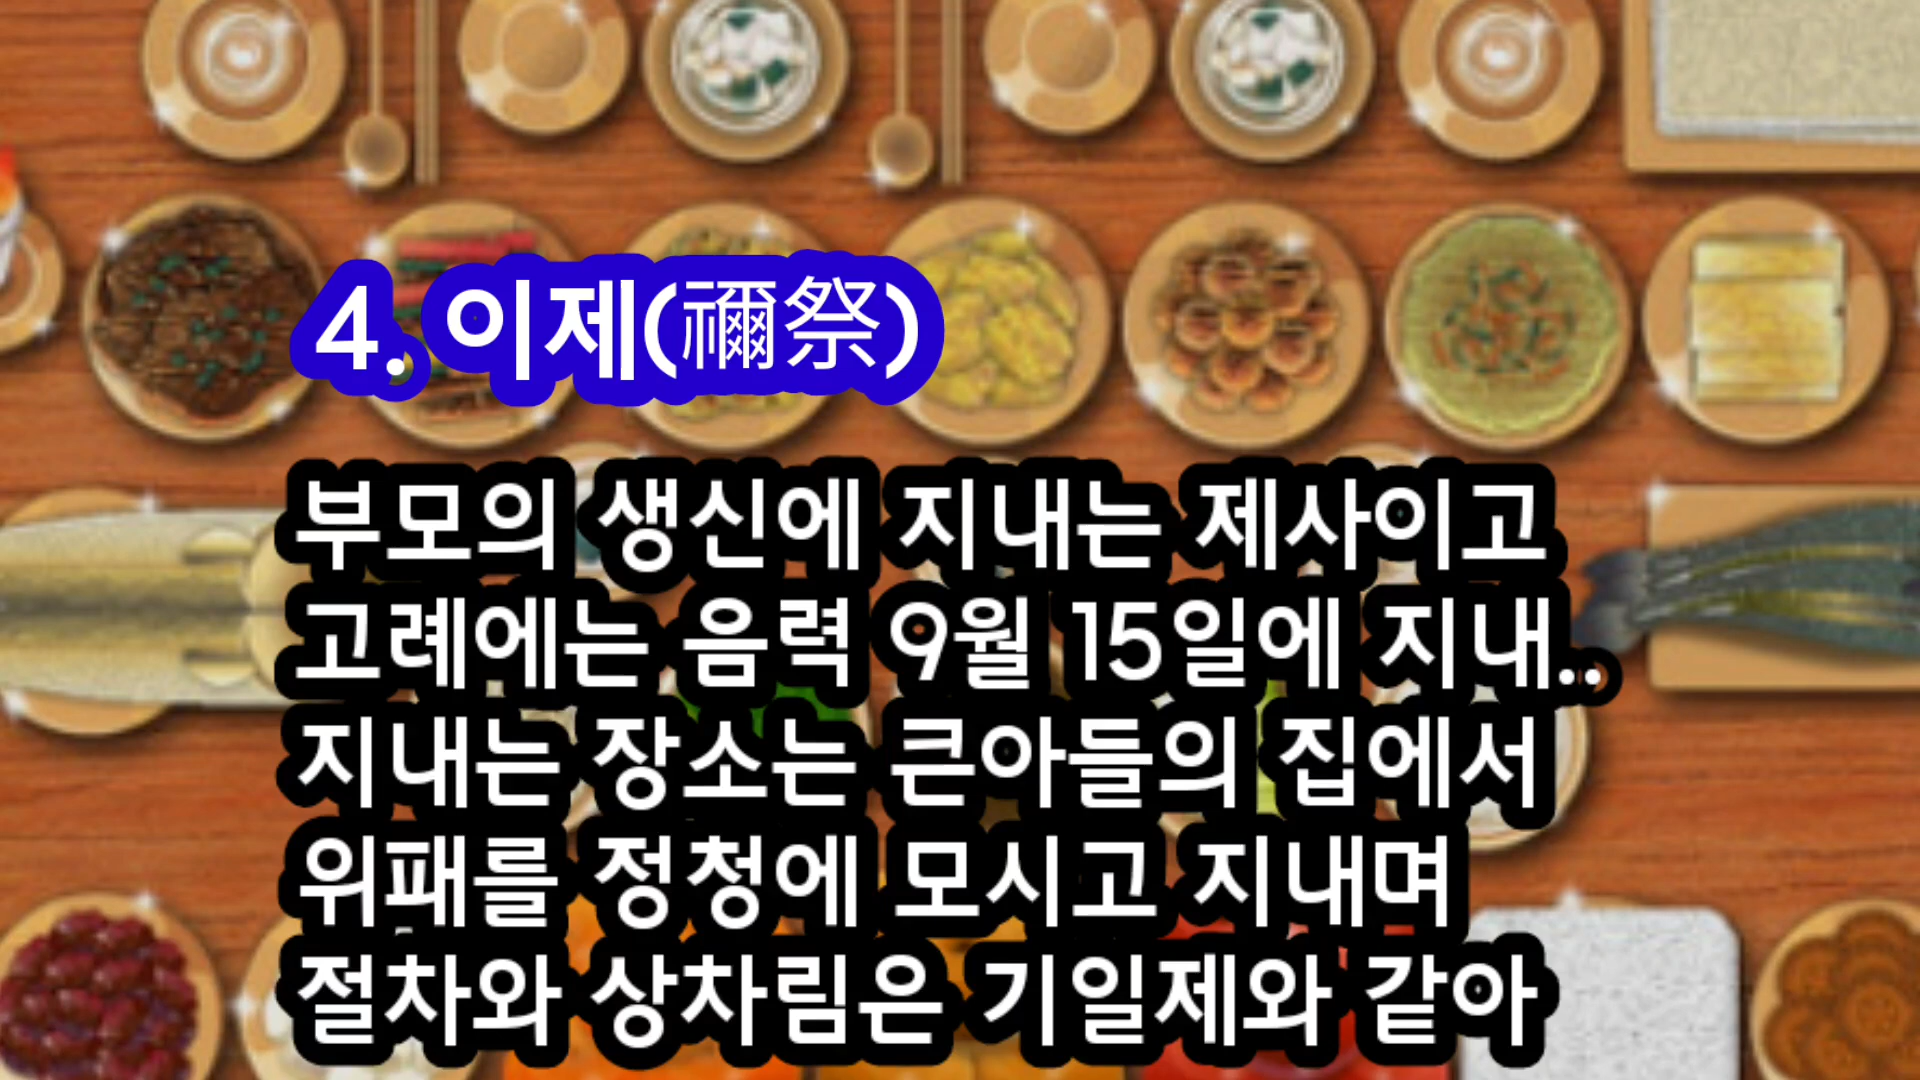 4. 이제(禰祭)
부모의 생신에 지내는 제사이고
고례에는 음력 9월 15일에 지내..
지내는 장소는 큰아들의 집에서
위패를 정청에 모시고 지내며
절차와 상차림은 기일제와 같아